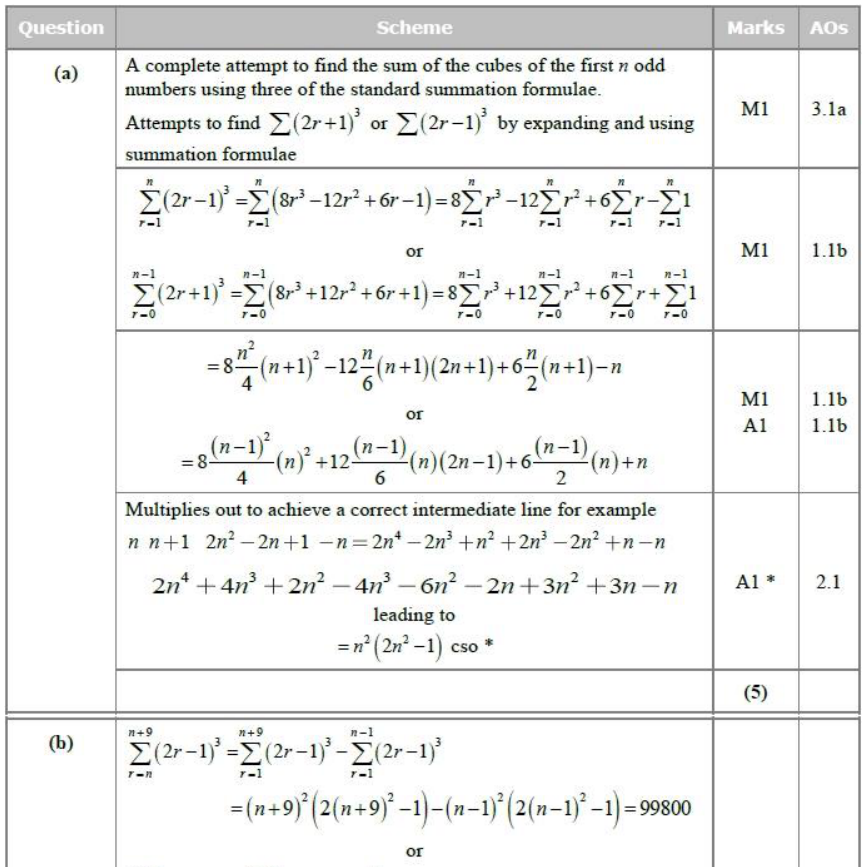 Question Scheme Marks AOs
(a) A complete attempt to find the sum of the cubes of the first n odd
numbers using three of the standard summation formulae.
Attempts to find ∑(2r+1)³ or ∑(2r−1)³ by expanding and using
summation formulae
M1 3.1a
∑_{r=1}^{n}(2r−1)³ = ∑_{r=1}^{n}(8r³−12r²+6r−1) = 8∑_{r=1}^{n}r³−12∑_{r=1}^{n}r²+6∑_{r=1}^{n}r−∑_{r=1}^{n}1
or
∑_{r=0}^{n−1}(2r+1)³ = ∑_{r=0}^{n−1}(8r³+12r²+6r+1) = 8∑_{r=0}^{n−1}r³+12∑_{r=0}^{n−1}r²+6∑_{r=0}^{n−1}r+∑_{r=0}^{n−1}1
M1 1.1b
=8 n²/4 (n+1)²−12 n/6 (n+1)(2n+1)+6 n/2 (n+1)−n
or
=8 (n−1)²/4 (n)²+12 (n−1)/6 (n)(2n−1)+6 (n−1)/2 (n)+n
M1 1.1b
A1 1.1b
Multiplies out to achieve a correct intermediate line for example
n n+1 2n²−2n+1 −n=2n⁴−2n³+n²+2n³−2n²+n−n
2n⁴+4n³+2n²−4n³−6n²−2n+3n²+3n−n
leading to
=n²(2n²−1) cso *
A1 * 2.1
(5)
(b) ∑_{r=n}^{n+9}(2r−1)³ = ∑_{r=1}^{n+9}(2r−1)³−∑_{r=1}^{n−1}(2r−1)³
=(n+9)²(2(n+9)²−1)−(n−1)²(2(n−1)²−1)=99800
or